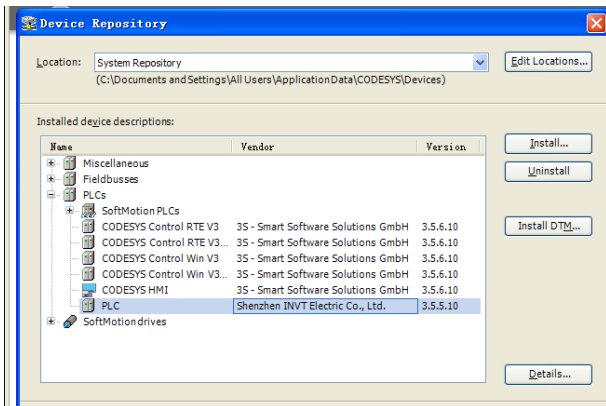 Device Repository
Location: System Repository Edit Locations...
(C:\Documents and Settings\All Users\Application Data\CODESYS\Devices)
Installed device descriptions:
Name Vendor Version Install...
Miscellaneous
Fieldbusses Uninstall
PLCs
SoftMotion PLCs
CODESYS Control RTE V3 3S - Smart Software Solutions GmbH 3.5.6.10 Install DTM...
CODESYS Control RTE V3... 3S - Smart Software Solutions GmbH 3.5.6.10
CODESYS Control Win V3 3S - Smart Software Solutions GmbH 3.5.6.10
CODESYS Control Win V3... 3S - Smart Software Solutions GmbH 3.5.6.10
CODESYS HMI 3S - Smart Software Solutions GmbH 3.5.6.10
PLC Shenzhen INVT Electric Co., Ltd. 3.5.5.10
SoftMotion drives
Details...